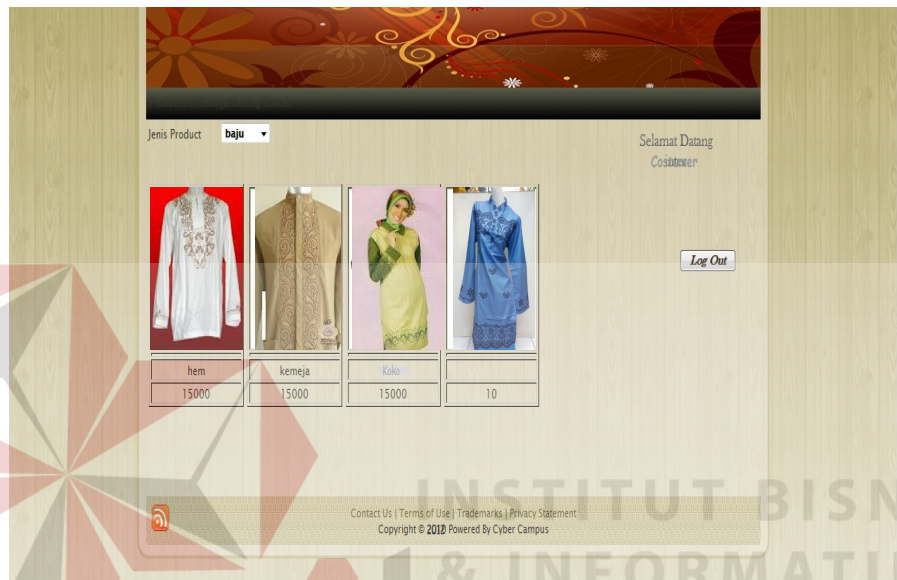 Jenis Product baju
Selamat Datang
Log Out
hem kemeja Koko
15000 15000 15000 10
Contact Us | Terms of Use | Trademarks | Privacy Statement
Copyright © Powered By Cyber Campus
INSTITUT BISN
& INFORMATI